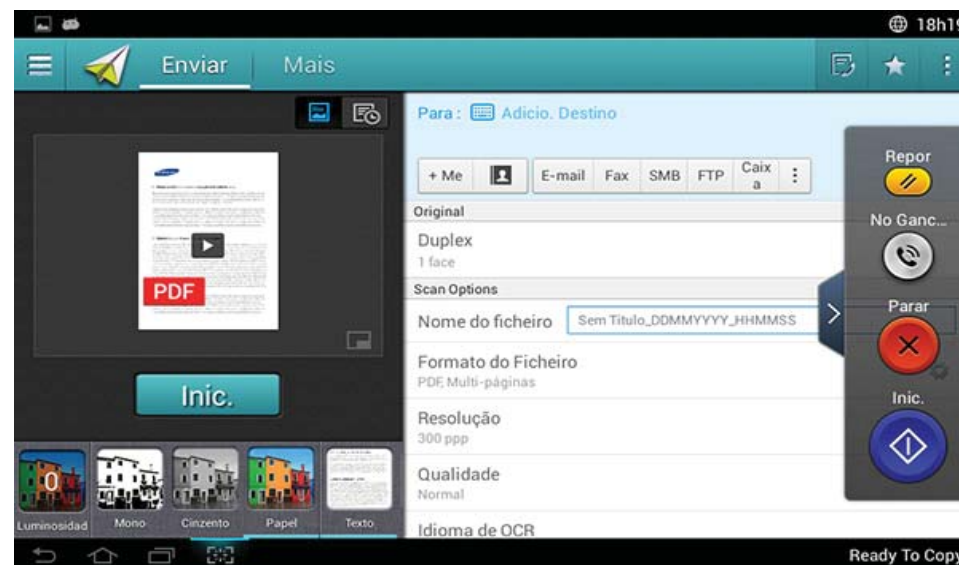 18h19
Enviar
Mais
PDF
Inic.
Luminosidad
0
Mono
Cinzento
Papel
Texto
Para :
Adicio. Destino
+ Me
E-mail
Fax
SMB
FTP
Caix
a
Original
Duplex
1 face
Scan Options
Nome do ficheiro
Sem Titulo_DDMMYYYY_HHMMSS
Formato do Ficheiro
PDF, Multi-páginas
Resolução
300 ppp
Qualidade
Normal
Idioma de OCR
Repor
No Ganc...
Parar
Inic.
Ready To Copy